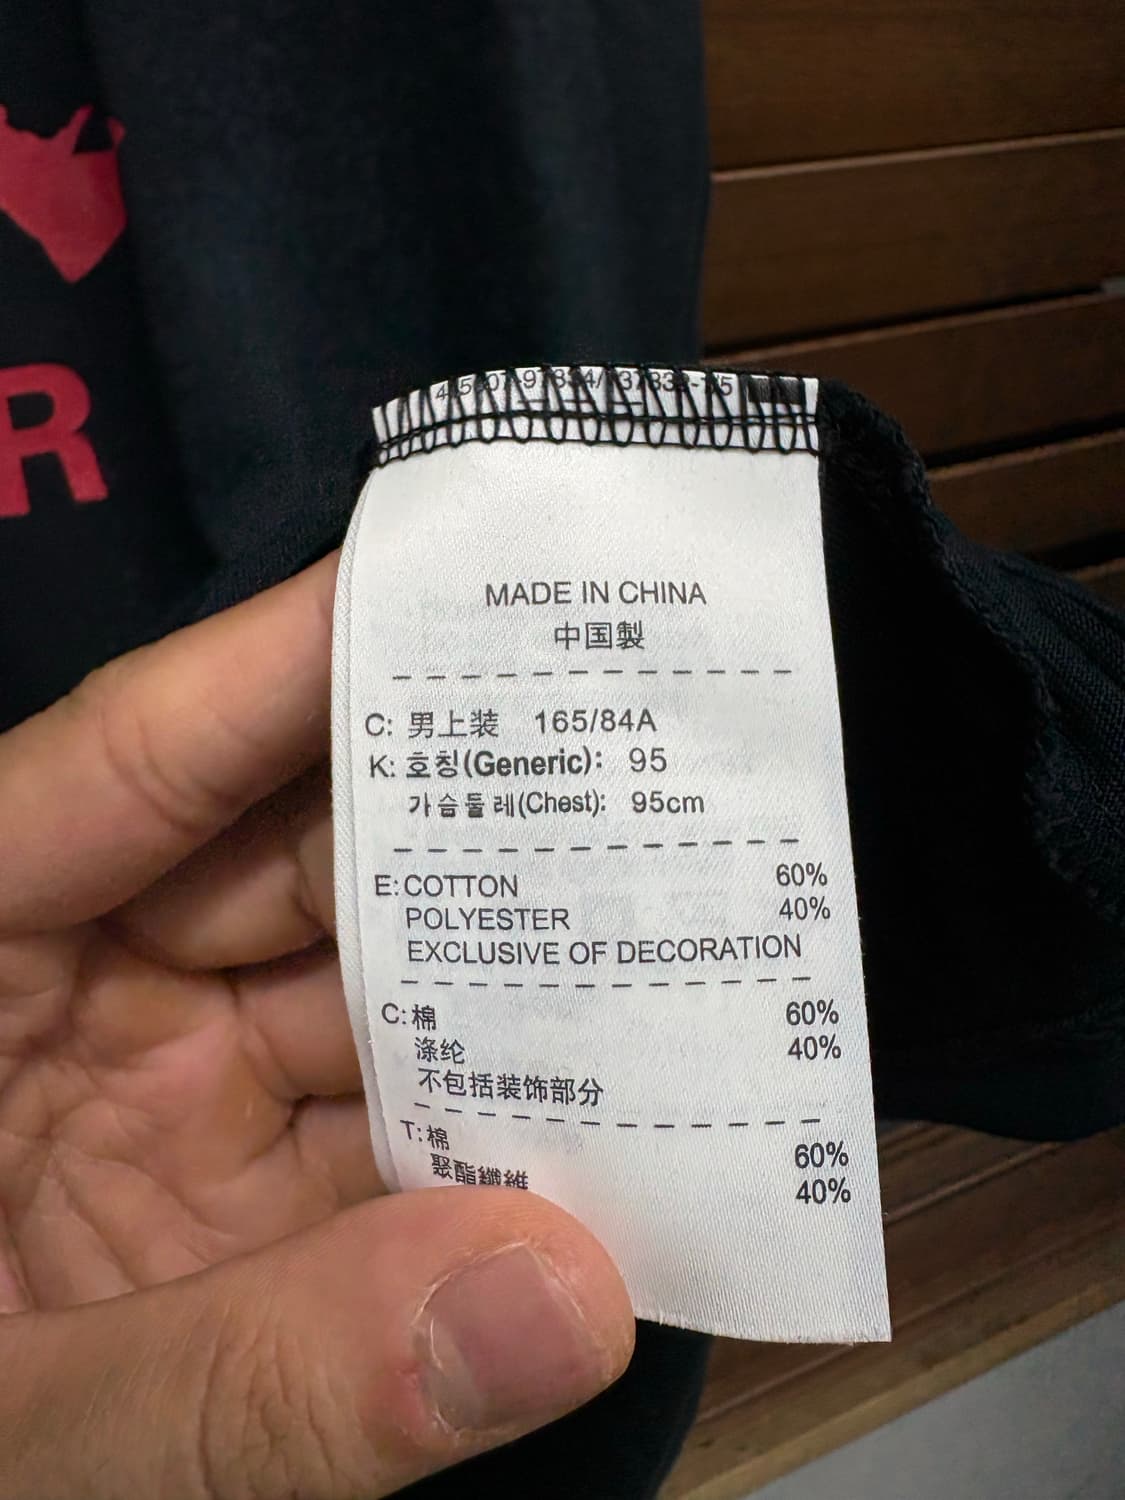 R
MADE IN CHINA
中国製
C: 男上装 165/84A
K: 호칭(Generic): 95
가슴둘레(Chest): 95cm
E: COTTON 60%
POLYESTER 40%
EXCLUSIVE OF DECORATION
C: 棉 60%
涤纶 40%
不包括装饰部分
T: 棉 60%
聚酯纖維 40%